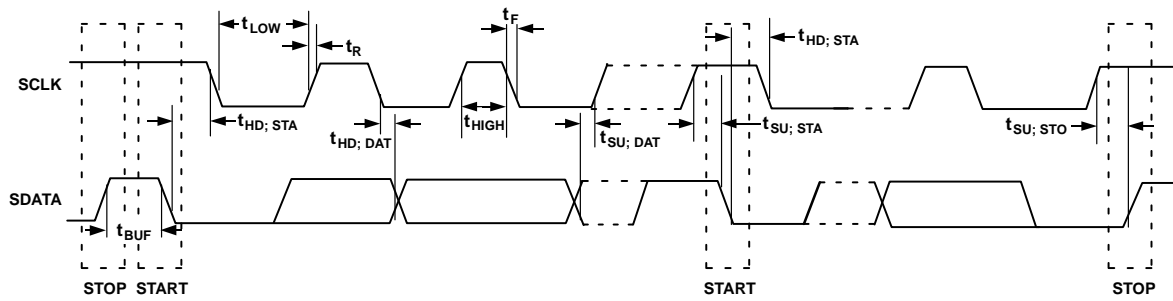 tLOW
tR
tF
tHD; STA
SCLK
tHD; STA
tHD; DAT
tHIGH
tSU; DAT
tSU; STA
tSU; STO
SDATA
tBUF
STOP START START STOP